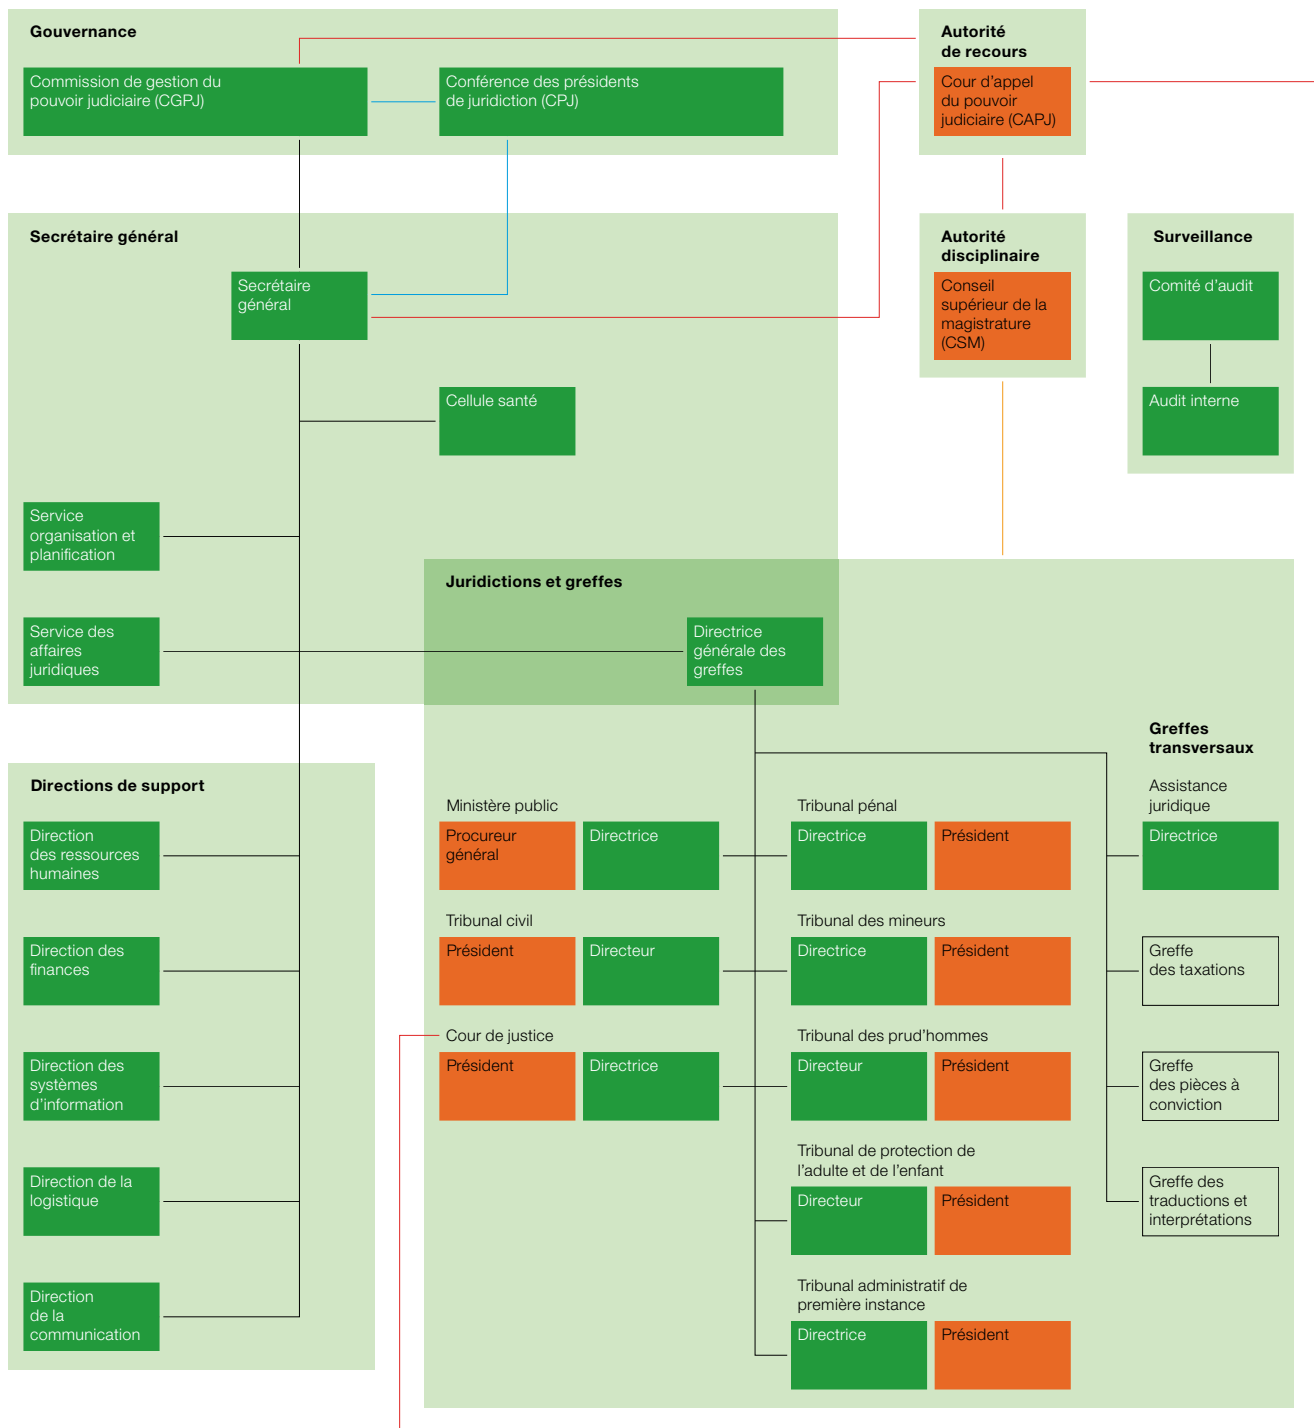 Gouvernance
Commission de gestion du
pouvoir judiciaire (CGPJ)
Conférence des présidents
de juridiction (CPJ)
Autorité
de recours
Cour d'appel
du pouvoir
judiciaire (CAPJ)
Secrétaire général
Secrétaire
général
Cellule santé
Service
organisation et
planification
Service des
affaires
juridiques
Autorité
disciplinaire
Conseil
supérieur de la
magistrature
(CSM)
Surveillance
Comité d'audit
Audit interne
Juridictions et greffes
Directrice
générale des
greffes
Directions de support
Direction
des ressources
humaines
Direction des
finances
Direction des
systèmes
d'information
Direction de la
logistique
Direction
de la
communication
Ministère public
Procureur
général
Directrice
Tribunal civil
Président
Directeur
Cour de justice
Président
Directrice
Tribunal pénal
Directrice
Président
Tribunal des mineurs
Directrice
Président
Tribunal des prud'hommes
Directeur
Président
Tribunal de protection de
l'adulte et de l'enfant
Directeur
Président
Tribunal administratif de
première instance
Directrice
Président
Greffes
transversaux
Assistance
juridique
Directrice
Greffe
des taxations
Greffe
des pièces à
conviction
Greffe des
traductions et
interprétations